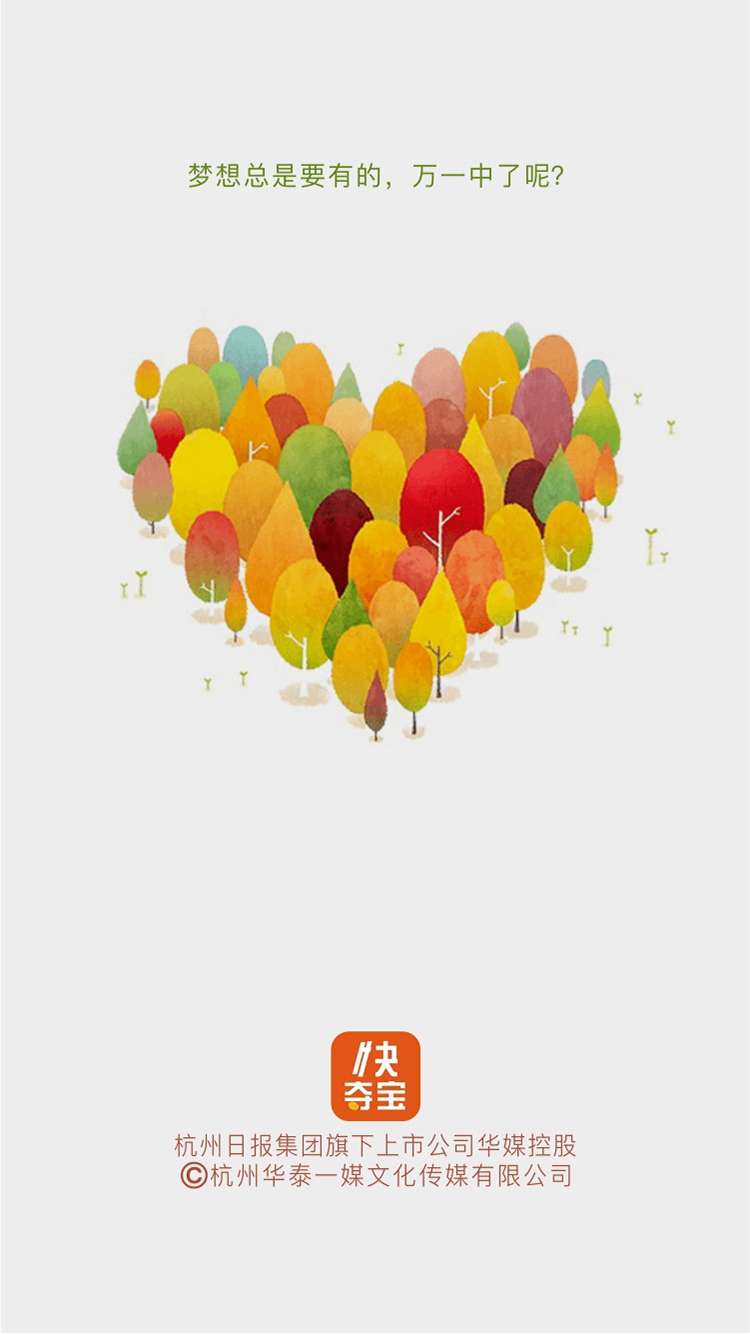 梦想总是要有的，万一中了呢？
快
夺宝
杭州日报集团旗下上市公司华媒控股
©杭州华泰一媒文化传媒有限公司